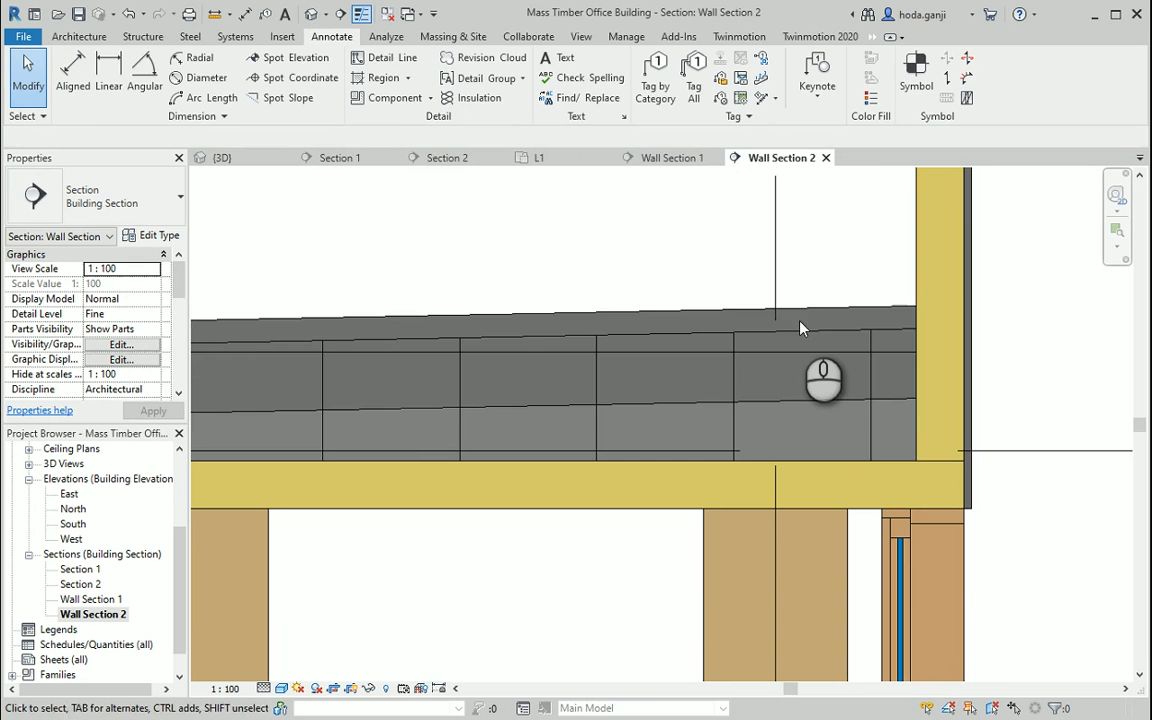 Mass Timber Office Building - Section: Wall Section 2
hoda.ganji
File Architecture Structure Steel Systems Insert Annotate Analyze Massing & Site Collaborate View Manage Add-Ins Twinmotion Twinmotion 2020
Modify Aligned Linear Angular Radial Diameter Arc Length
Spot Elevation Spot Coordinate Spot Slope
Detail Line Region Component
Revision Cloud Detail Group Insulation
Text Check Spelling Find/ Replace
Tag by Category Tag All Keynote Symbol
Select Dimension Detail Text Tag Color Fill Symbol
Properties
{3D} Section 1 Section 2 L1 Wall Section 1 Wall Section 2
Section
Building Section
Section: Wall Section Edit Type
Graphics
View Scale 1 : 100
Scale Value 1: 100
Display Model Normal
Detail Level Fine
Parts Visibility Show Parts
Visibility/Grap... Edit...
Graphic Displ... Edit...
Hide at scales ... 1 : 100
Discipline Architectural
Properties help Apply
Project Browser - Mass Timber Offi...
Ceiling Plans
3D Views
Elevations (Building Elevation
East
North
South
West
Sections (Building Section)
Section 1
Section 2
Wall Section 1
Wall Section 2
Legends
Schedules/Quantities (all)
Sheets (all)
Families
1 : 100
Click to select, TAB for alternates, CTRL adds, SHIFT unselect :0 Main Model :0